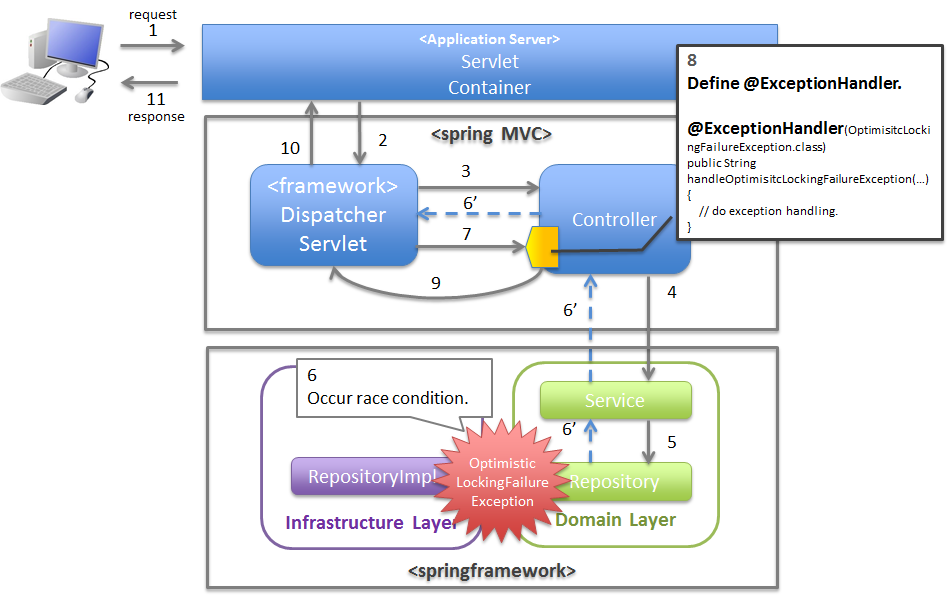 request
1
11
response
<Application Server>
Servlet
Container
8
Define @ExceptionHandler.
@ExceptionHandler(OptimisitcLocki
ngFailureException.class)
public String
handleOptimisitcLockingFailureException(...)
{
// do exception handling.
}
10
2
<spring MVC>
<framework>
Dispatcher
Servlet
3
6’
7
9
Controller
6’
4
6
Occur race condition.
Service
6’
5
RepositoryImpl
Optimistic
LockingFailure
Exception
Repository
Infrastructure Layer
Domain Layer
<springframework>